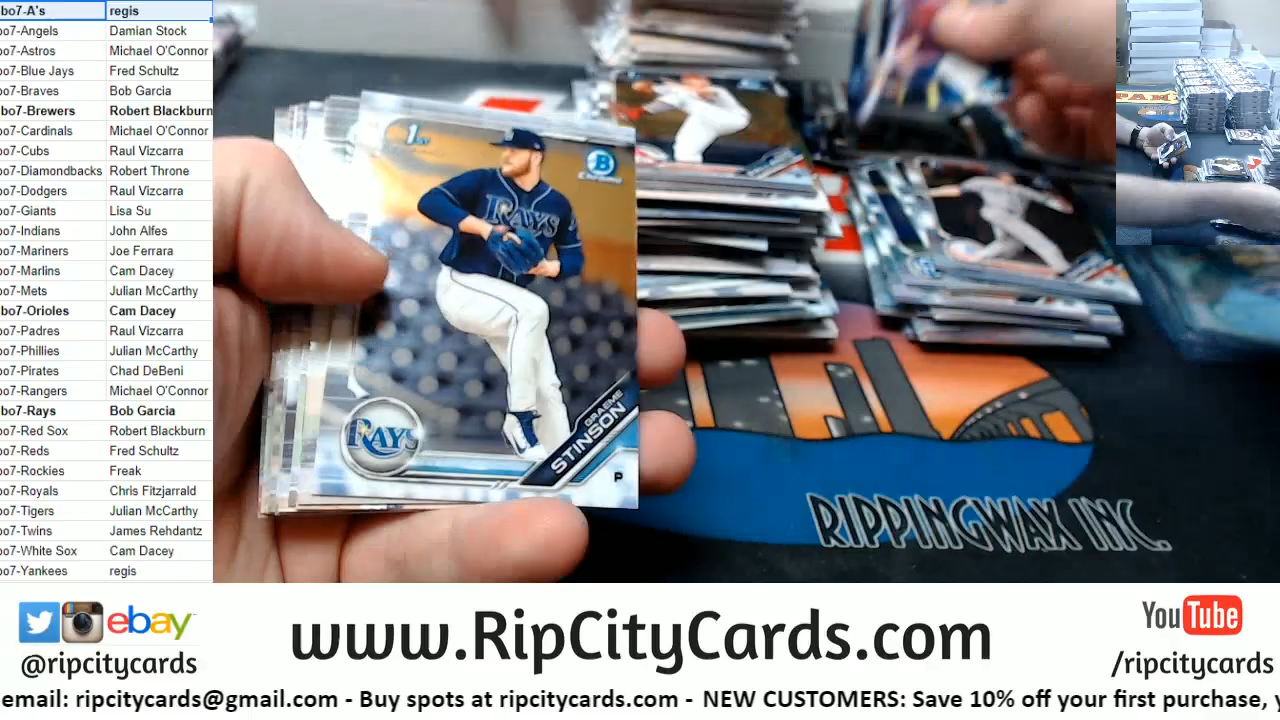 bo7-A's regis
bo7-Angels Damian Stock
bo7-Astros Michael O'Connor
bo7-Blue Jays Fred Schultz
bo7-Braves Bob Garcia
bo7-Brewers Robert Blackburn
bo7-Cardinals Michael O'Connor
bo7-Cubs Raul Vizcarra
bo7-Diamondbacks Robert Throne
bo7-Dodgers Raul Vizcarra
bo7-Giants Lisa Su
bo7-Indians John Alfes
bo7-Mariners Joe Ferrara
bo7-Marlins Cam Dacey
bo7-Mets Julian McCarthy
bo7-Orioles Cam Dacey
bo7-Padres Raul Vizcarra
bo7-Phillies Julian McCarthy
bo7-Pirates Chad DeBeni
bo7-Rangers Michael O'Connor
bo7-Rays Bob Garcia
bo7-Red Sox Robert Blackburn
bo7-Reds Fred Schultz
bo7-Rockies Freak
bo7-Royals Chris Fitzjarrald
bo7-Tigers Julian McCarthy
bo7-Twins James Rehdantz
bo7-White Sox Cam Dacey
bo7-Yankees regis
1st
B
Chrome
RAYS
RAYS
GRAEME
STINSON
P
RIPPINGWAX INC.
ebay
@ripcitycards
www.RipCityCards.com
YouTube
/ripcitycards
email: ripcitycards@gmail.com - Buy spots at ripcitycards.com - NEW CUSTOMERS: Save 10% off your first purchase,